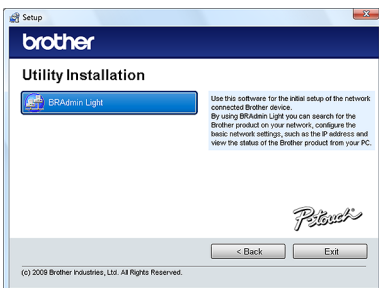 Setup
brother
Utility Installation
BRAdmin Light
Use this software for the initial setup of the network
connected Brother device.
By using BRAdmin Light you can search for the
Brother product on your network, configure the
basic network settings, such as the IP address and
view the status of the Brother product from your PC.
P-touch
< Back
Exit
(c) 2009 Brother Industries, Ltd. All Rights Reserved.